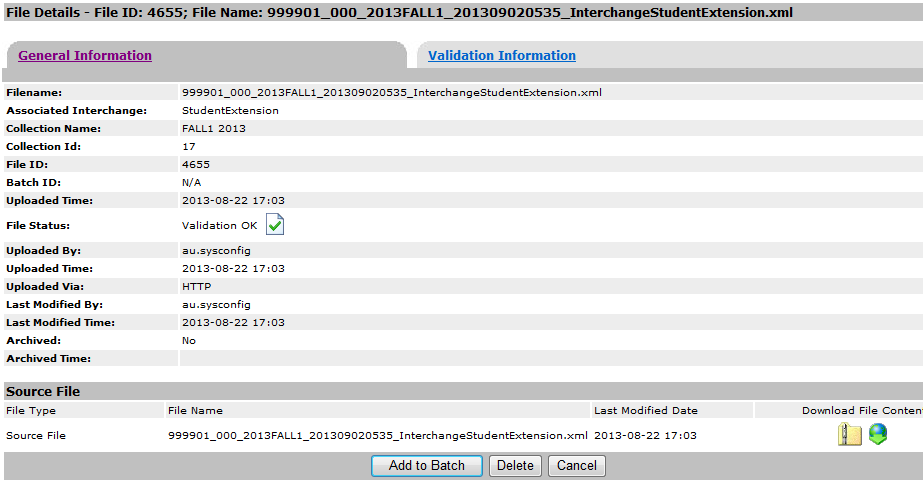 File Details - File ID: 4655; File Name: 999901_000_2013FALL1_201309020535_InterchangeStudentExtension.xml
General Information Validation Information
Filename: 999901_000_2013FALL1_201309020535_InterchangeStudentExtension.xml
Associated Interchange: StudentExtension
Collection Name: FALL1 2013
Collection Id: 17
File ID: 4655
Batch ID: N/A
Uploaded Time: 2013-08-22 17:03
File Status: Validation OK
Uploaded By: au.sysconfig
Uploaded Time: 2013-08-22 17:03
Uploaded Via: HTTP
Last Modified By: au.sysconfig
Last Modified Time: 2013-08-22 17:03
Archived: No
Archived Time:
Source File
File Type File Name Last Modified Date Download File Conten
Source File 999901_000_2013FALL1_201309020535_InterchangeStudentExtension.xml 2013-08-22 17:03
Add to Batch Delete Cancel